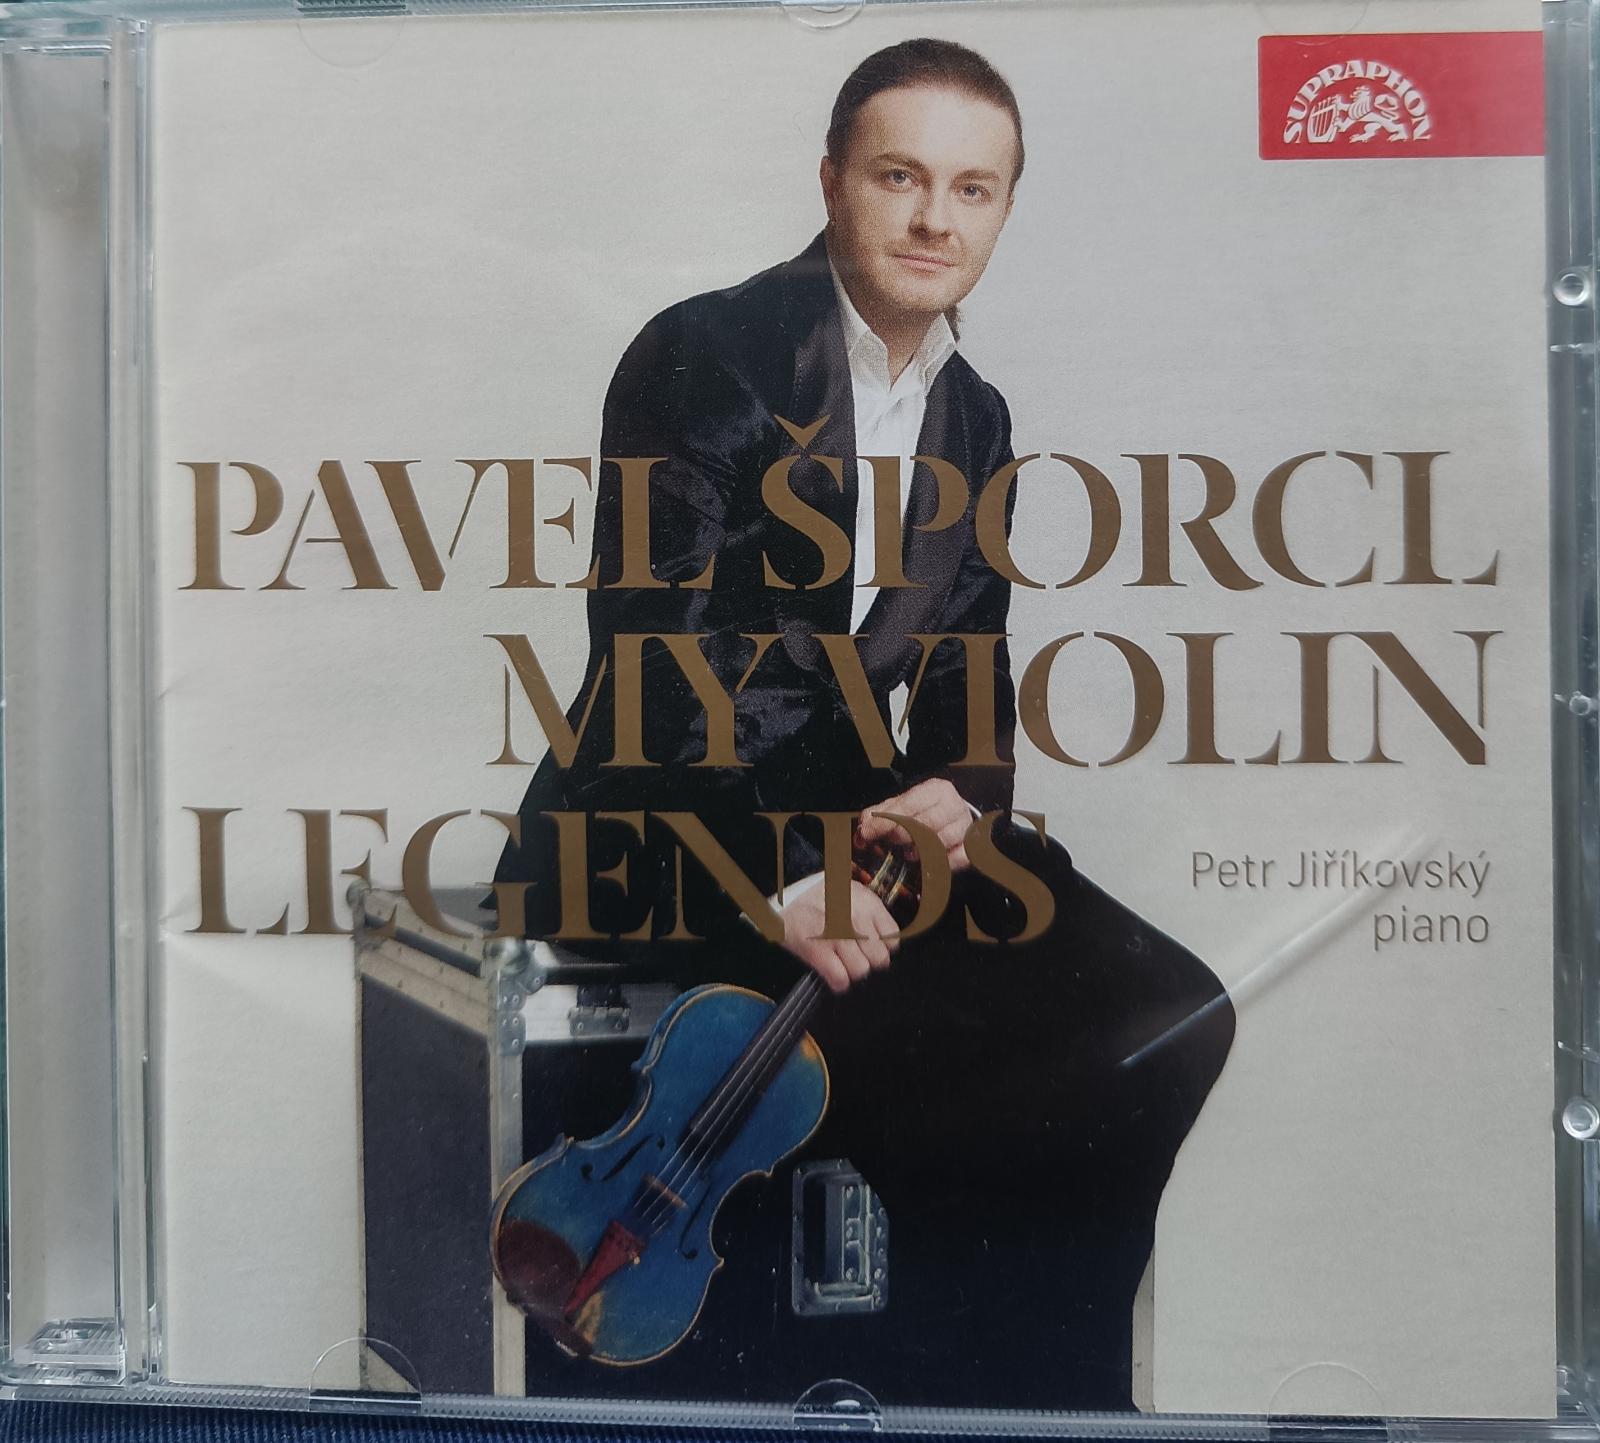 SUPRAPHON
PAVEL ŠPORCL
MY VIOLIN
LEGENDS
Petr Jiříkovský
piano